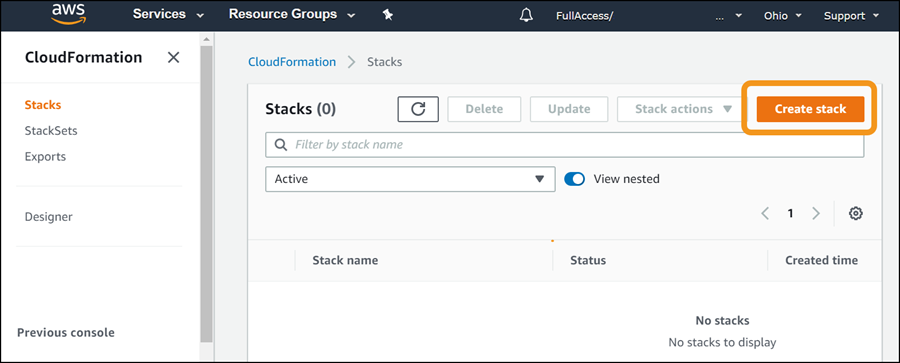 aws Services Resource Groups FullAccess/ ... Ohio Support
CloudFormation
CloudFormation > Stacks
Stacks
StackSets
Exports
Designer
Previous console
Stacks (0) Delete Update Stack actions Create stack
Filter by stack name
Active View nested
1
Stack name Status Created time
No stacks
No stacks to display